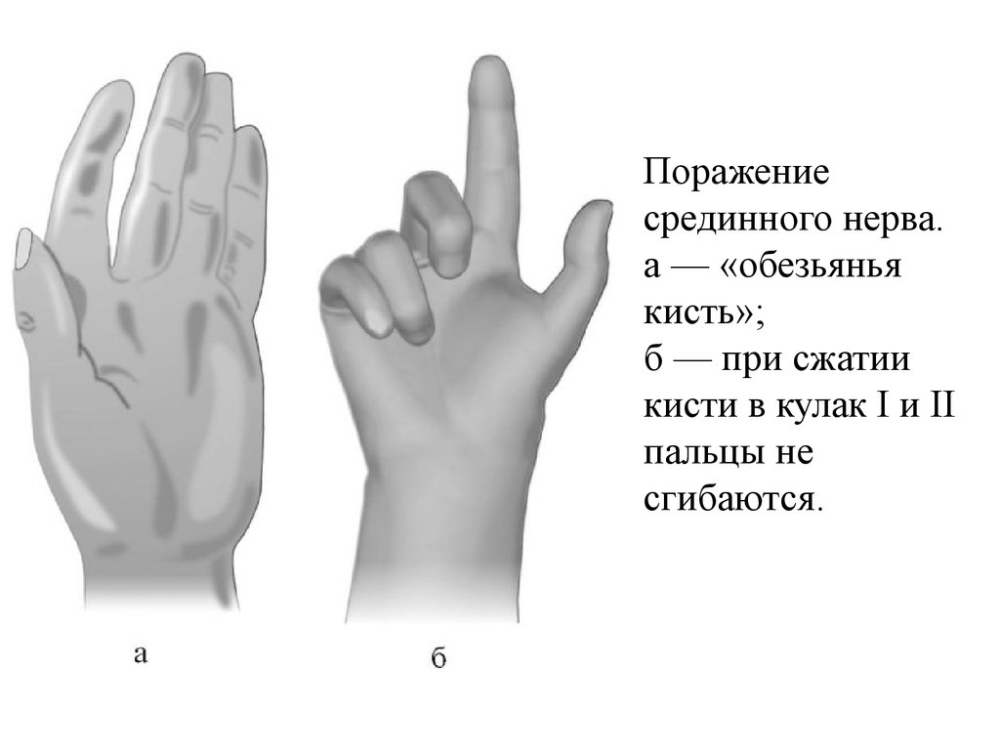 Поражение
срединного нерва.
а — «обезьянья
кисть»;
б — при сжатии
кисти в кулак I и II
пальцы не
сгибаются.
а
б